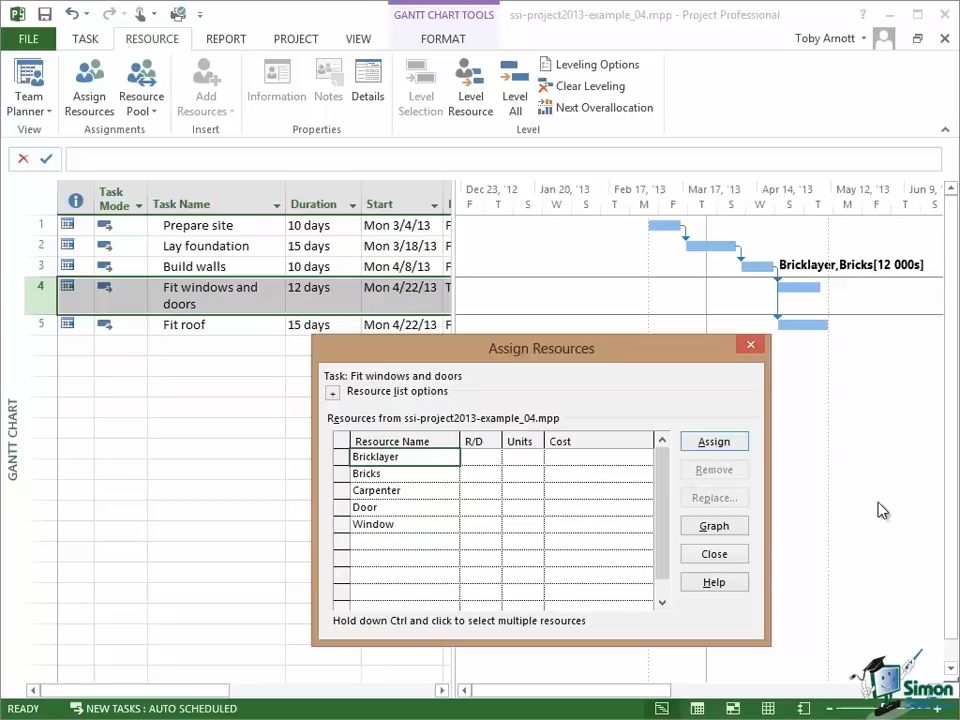 GANTT CHART TOOLS
ssi-project2013-example_04.mpp - Project Professional
FILE TASK RESOURCE REPORT PROJECT VIEW FORMAT
Toby Arnott
Team Planner
View
Assign Resources
Resource Pool
Assignments
Add Resources
Insert
Information
Notes
Details
Properties
Level Selection
Level Resource
Level All
Leveling Options
Clear Leveling
Next Overallocation
Level
Dec 23, '12 Jan 20, '13 Feb 17, '13 Mar 17, '13 Apr 14, '13 May 12, '13 Jun 9, '
F T S W F T M F T S W S T M F T S
Task Mode Task Name Duration Start
1 Prepare site 10 days Mon 3/4/13 F
2 Lay foundation 15 days Mon 3/18/13 F
3 Build walls 10 days Mon 4/8/13 F
Bricklayer,Bricks[12 000s]
4 Fit windows and doors 12 days Mon 4/22/13 T
5 Fit roof 15 days Mon 4/22/13 F
GANTT CHART
Assign Resources
Task: Fit windows and doors
+ Resource list options
Resources from ssi-project2013-example_04.mpp
Resource Name R/D Units Cost
Bricklayer
Bricks
Carpenter
Door
Window
Assign
Remove
Replace...
Graph
Close
Help
Hold down Ctrl and click to select multiple resources
Simon
READY NEW TASKS : AUTO SCHEDULED